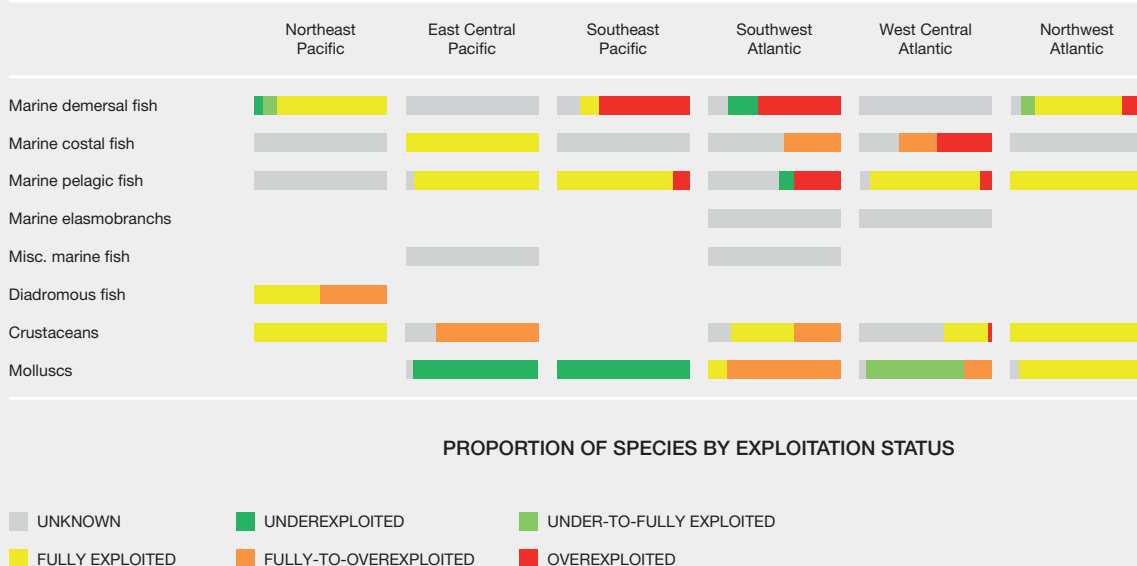 Northeast Pacific
East Central Pacific
Southeast Pacific
Southwest Atlantic
West Central Atlantic
Northwest Atlantic
Marine demersal fish
Marine costal fish
Marine pelagic fish
Marine elasmobranchs
Misc. marine fish
Diadromous fish
Crustaceans
Molluscs
PROPORTION OF SPECIES BY EXPLOITATION STATUS
UNKNOWN
UNDEREXPLOITED
UNDER-TO-FULLY EXPLOITED
FULLY EXPLOITED
FULLY-TO-OVEREXPLOITED
OVEREXPLOITED